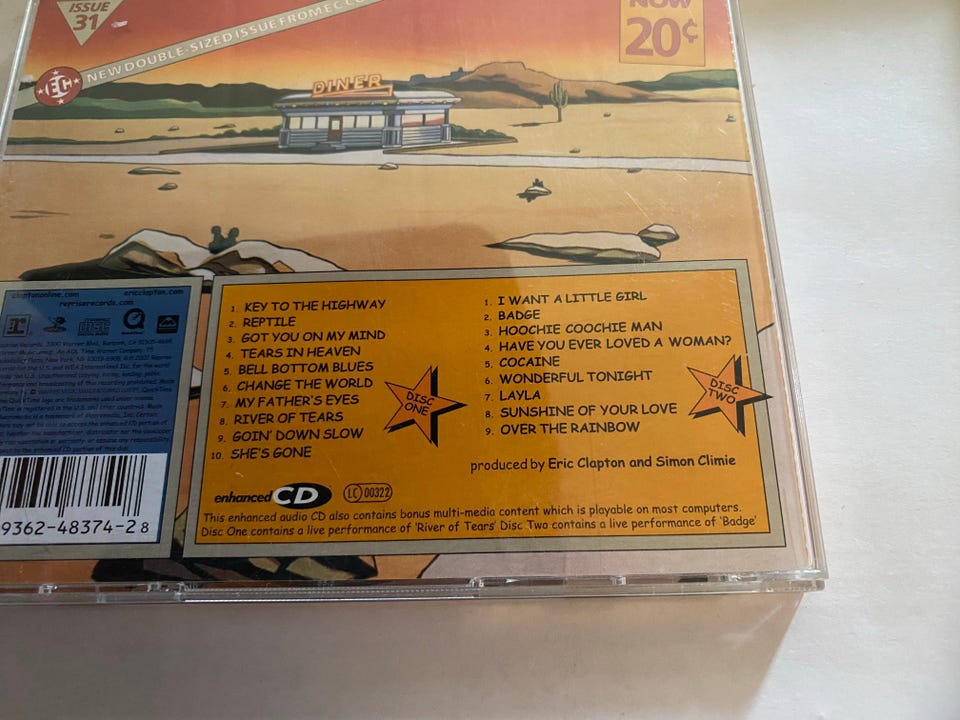 ISSUE
31
NEW DOUBLE-SIZED ISSUE FROM EC CO
EC
NOW
20¢
DINER
claptononline.com ericclapton.com
repriserecords.com
1. KEY TO THE HIGHWAY
2. REPTILE
3. GOT YOU ON MY MIND
4. TEARS IN HEAVEN
5. BELL BOTTOM BLUES
6. CHANGE THE WORLD
7. MY FATHER'S EYES
8. RIVER OF TEARS
9. GOIN' DOWN SLOW
10. SHE'S GONE
DISC
ONE
1. I WANT A LITTLE GIRL
2. BADGE
3. HOOCHIE COOCHIE MAN
4. HAVE YOU EVER LOVED A WOMAN?
5. COCAINE
6. WONDERFUL TONIGHT
7. LAYLA
8. SUNSHINE OF YOUR LOVE
9. OVER THE RAINBOW
DISC
TWO
produced by Eric Clapton and Simon Climie
enhanced CD LC 00322
This enhanced audio CD also contains bonus multi-media content which is playable on most computers.
Disc One contains a live performance of 'River of Tears' Disc Two contains a live performance of 'Badge'
9362-48374-2 8